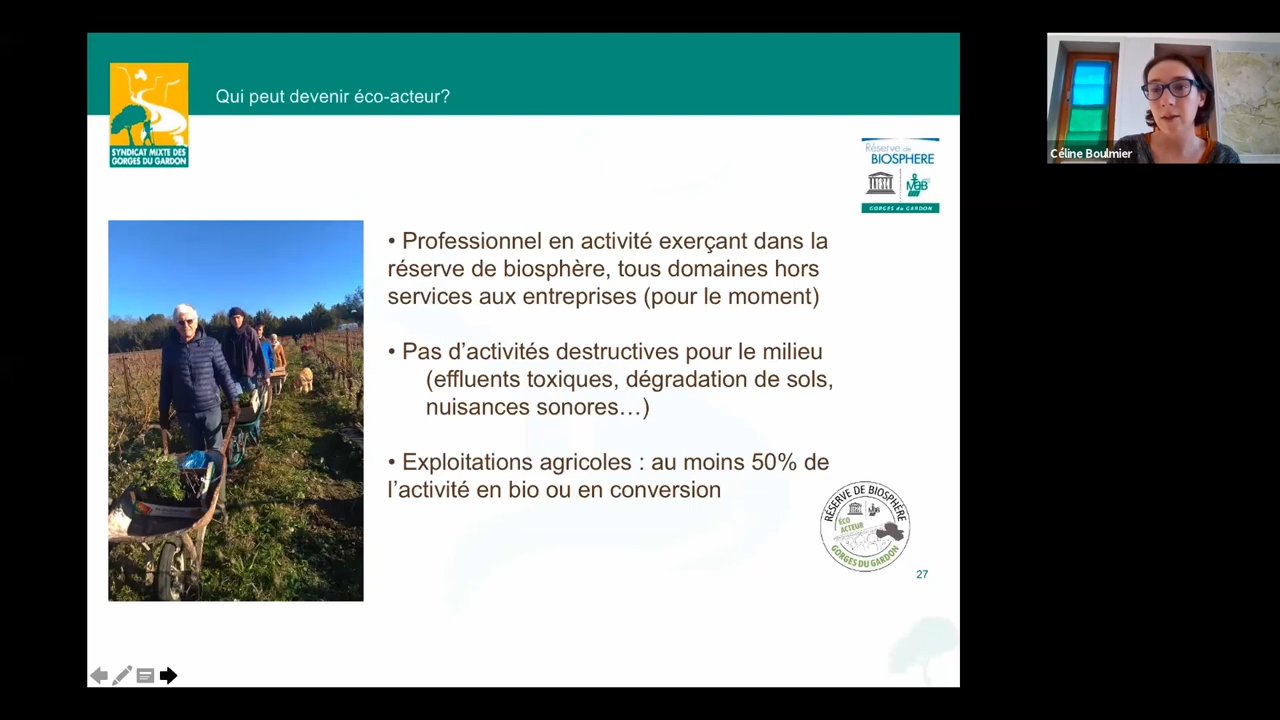 Qui peut devenir éco-acteur?
SYNDICAT MIXTE DES
GORGES DU GARDON
Réserve de
BIOSPHERE
MaB
GORGES du GARDON
• Professionnel en activité exerçant dans la
réserve de biosphère, tous domaines hors
services aux entreprises (pour le moment)
• Pas d’activités destructives pour le milieu
(effluents toxiques, dégradation de sols,
nuisances sonores…)
• Exploitations agricoles : au moins 50% de
l’activité en bio ou en conversion
RÉSERVE DE BIOSPHÈRE
ÉCO
ACTEUR
GORGES DU GARDON
27
Céline Boulmier